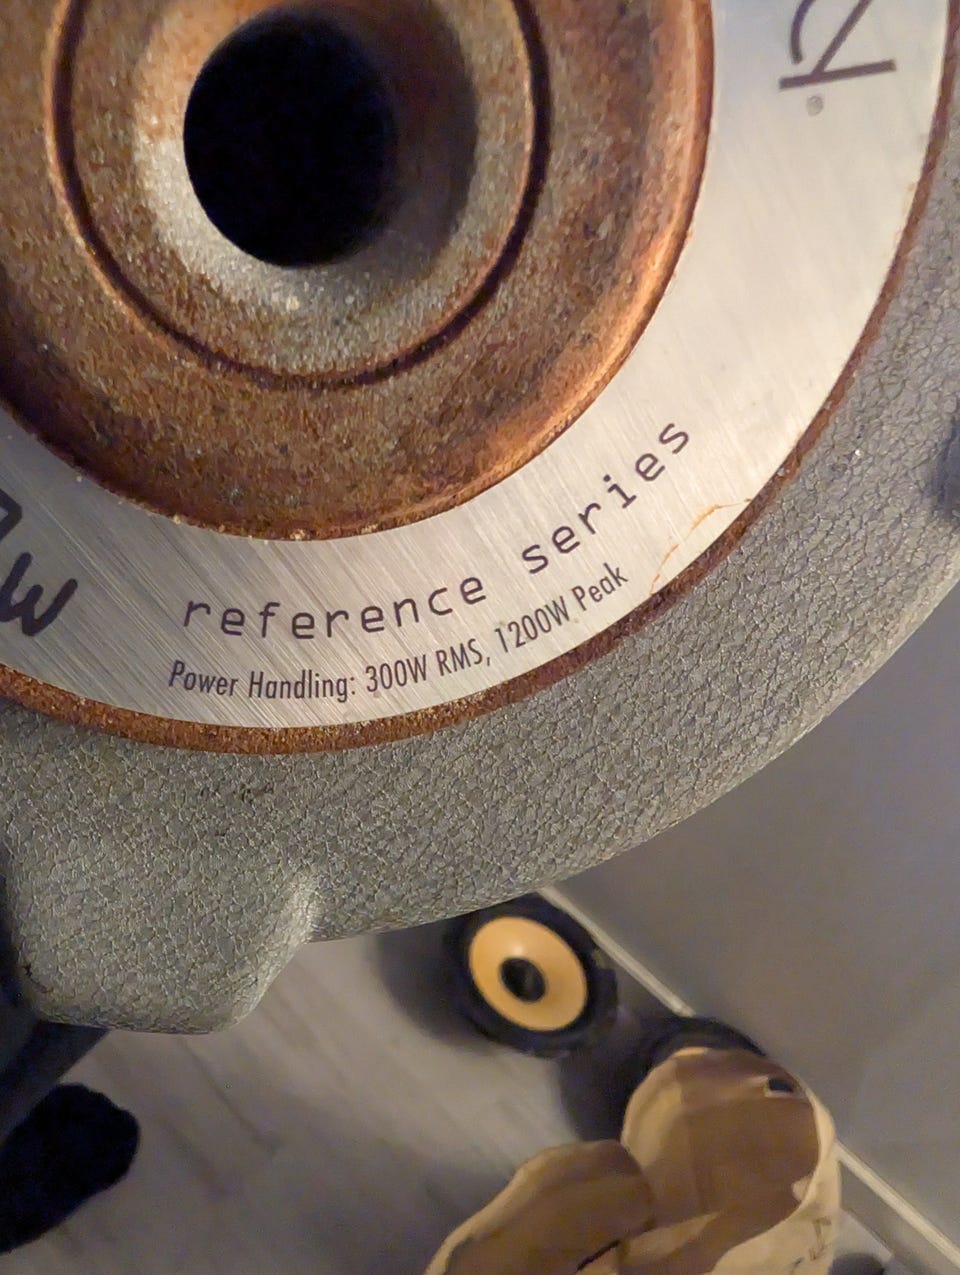 reference series
Power Handling: 300W RMS, 1200W Peak
®